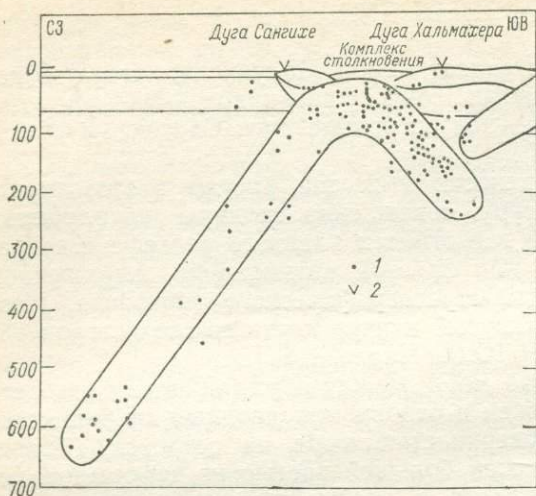 СЗ
Дуга Сангихе
Дуга Хальмахера
ЮВ
Комплекс
столкновения
0
100
200
300
400
500
600
700
1
2